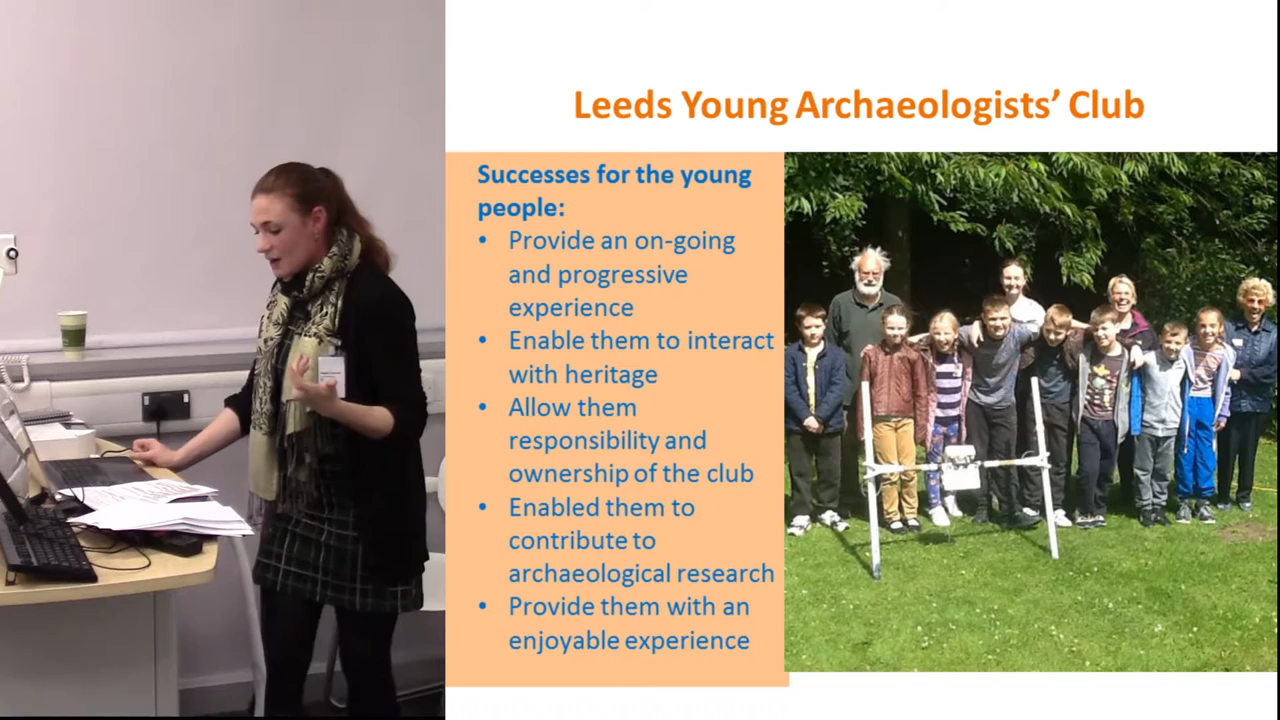 Leeds Young Archaeologists’ Club
Successes for the young
people:
• Provide an on-going
and progressive
experience
• Enable them to interact
with heritage
• Allow them
responsibility and
ownership of the club
• Enabled them to
contribute to
archaeological research
• Provide them with an
enjoyable experience